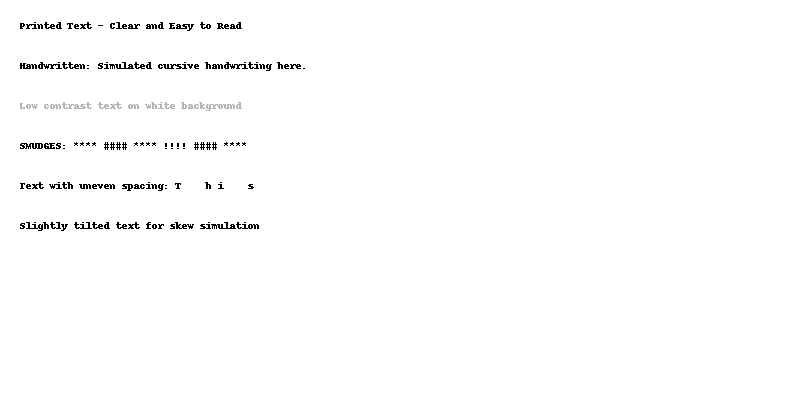 Printed Text - Clear and Easy to Read
Handwritten: Simulated cursive handwriting here.
Low contrast text on white background
SMUDGES: **** #### **** !!!! #### ****
Text with uneven spacing: T    h i    s
Slightly tilted text for skew simulation